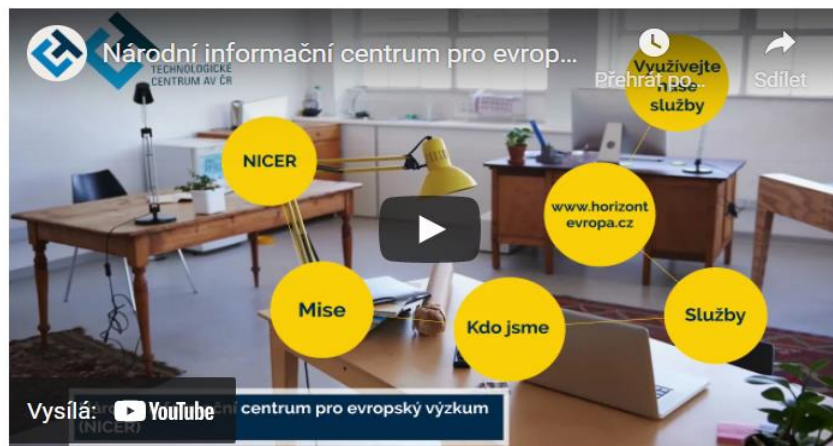 Národní informační centrum pro evrop...
TECHNOLOGICKÉ
CENTRUM AV ČR
Přehrát po...
Sdílet
Využívejte
naše
služby
NICER
www.horizont
evropa.cz
Mise
Kdo jsme
Služby
Vysílá: YouTube
centrum pro evropský výzkum
(NICER)